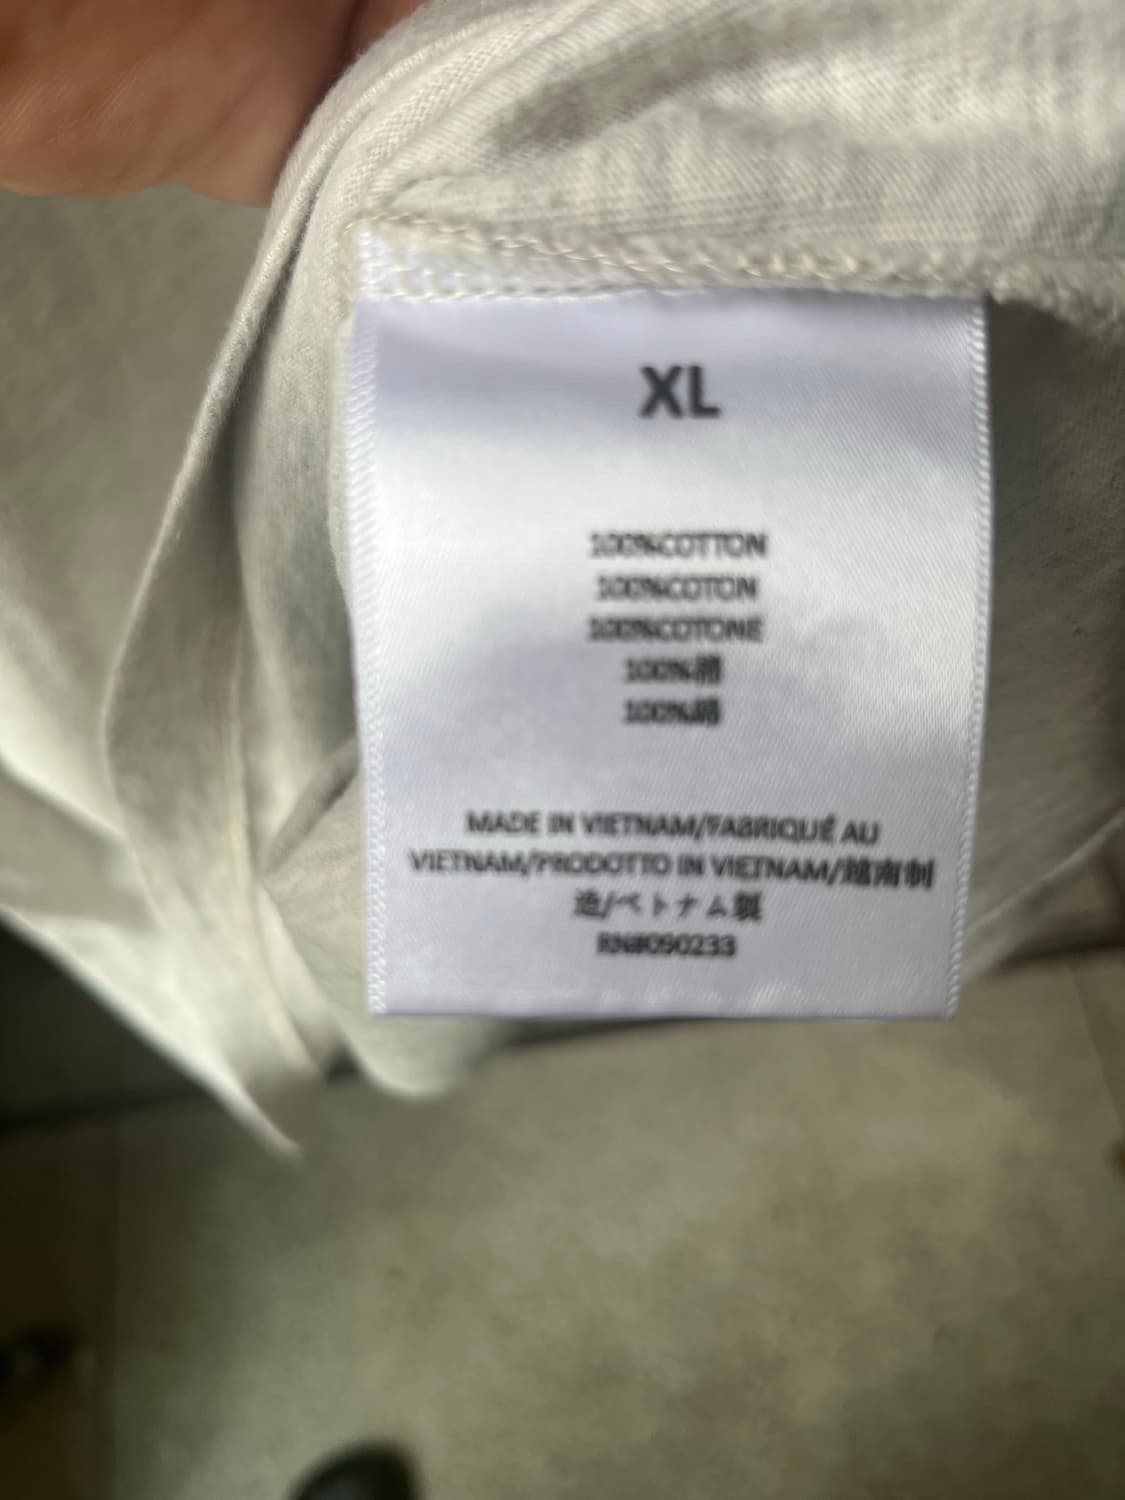 XL
100%COTTON
100%COTON
100%COTONE
100%棉
100%綿
MADE IN VIETNAM/FABRIQUÉ AU
VIETNAM/PRODOTTO IN VIETNAM/越南制
造/ベトナム製
RN#090233